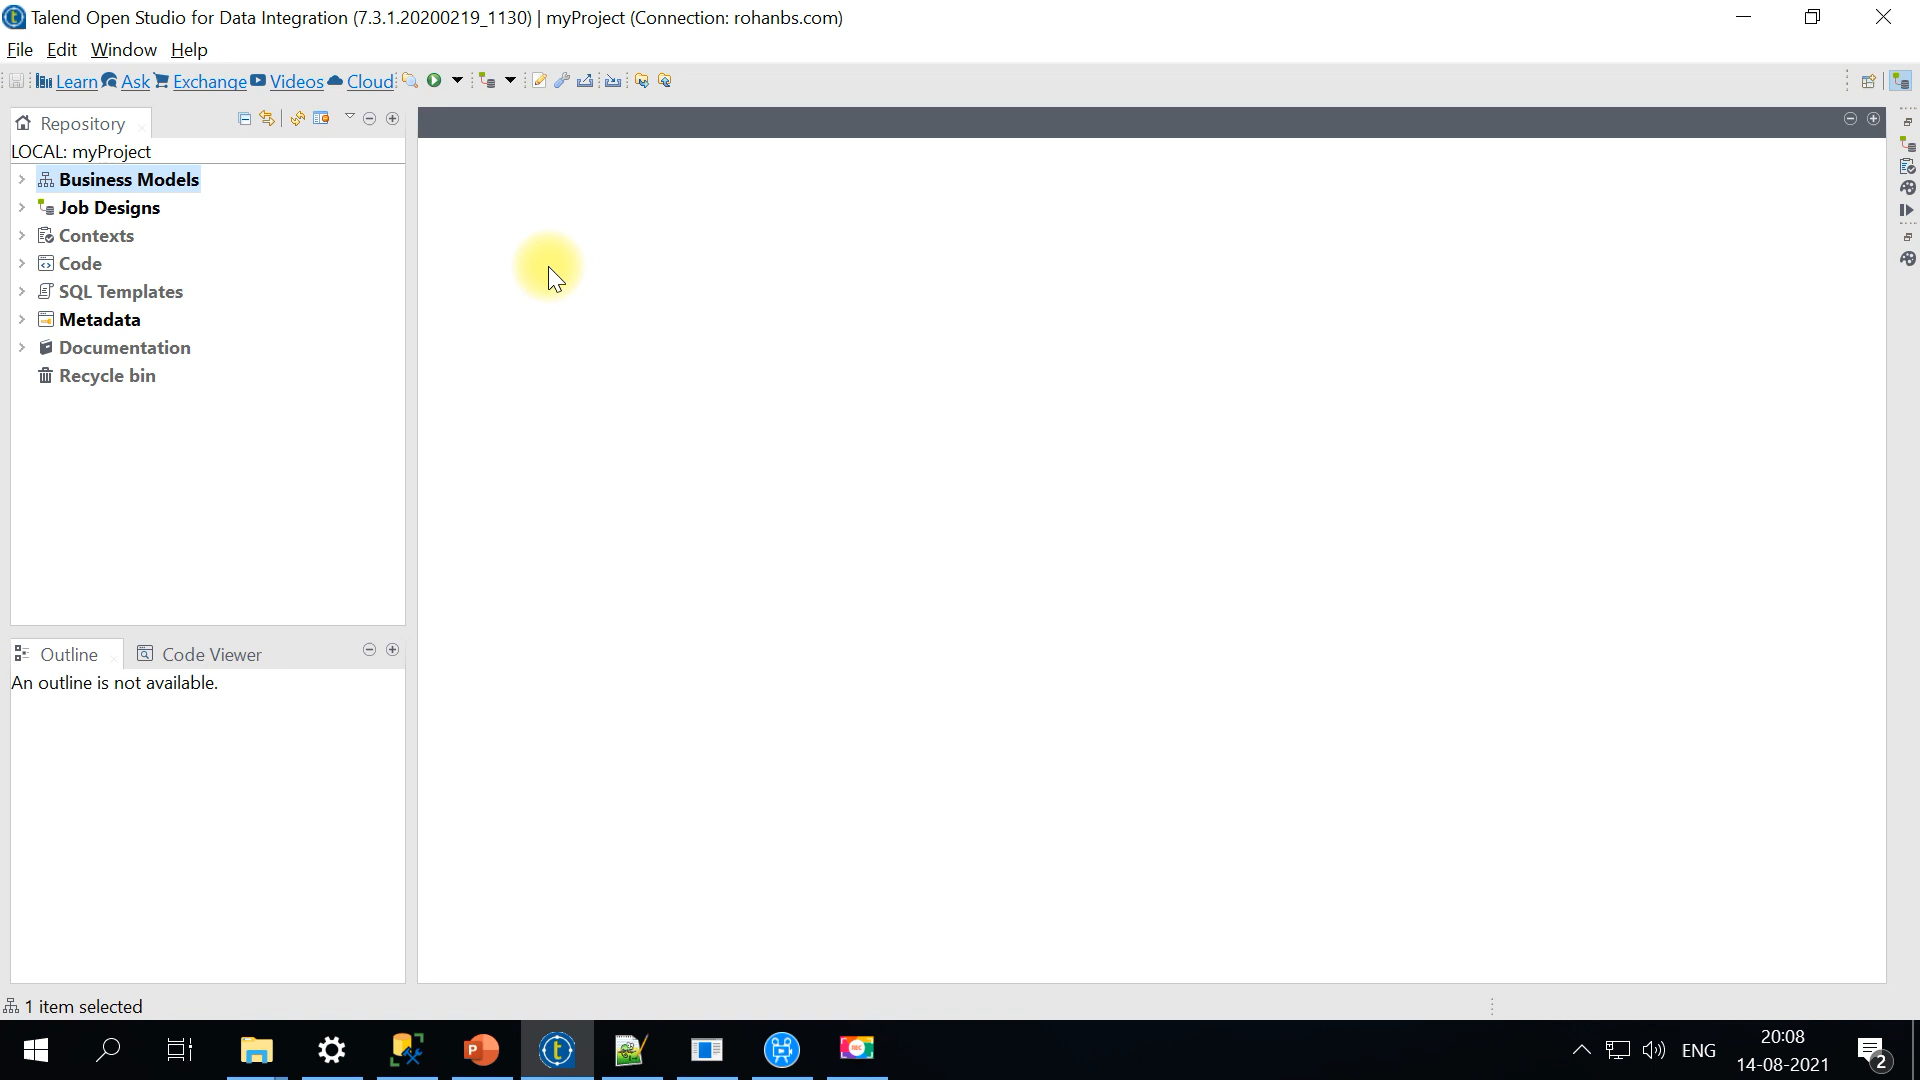 Talend Open Studio for Data Integration (7.3.1.20200219_1130) | myProject (Connection: rohanbs.com)
File Edit Window Help
Learn Ask Exchange Videos Cloud
Repository
LOCAL: myProject
Business Models
Job Designs
Contexts
Code
SQL Templates
Metadata
Documentation
Recycle bin
Outline Code Viewer
An outline is not available.
1 item selected
20:08
ENG
14-08-2021
2